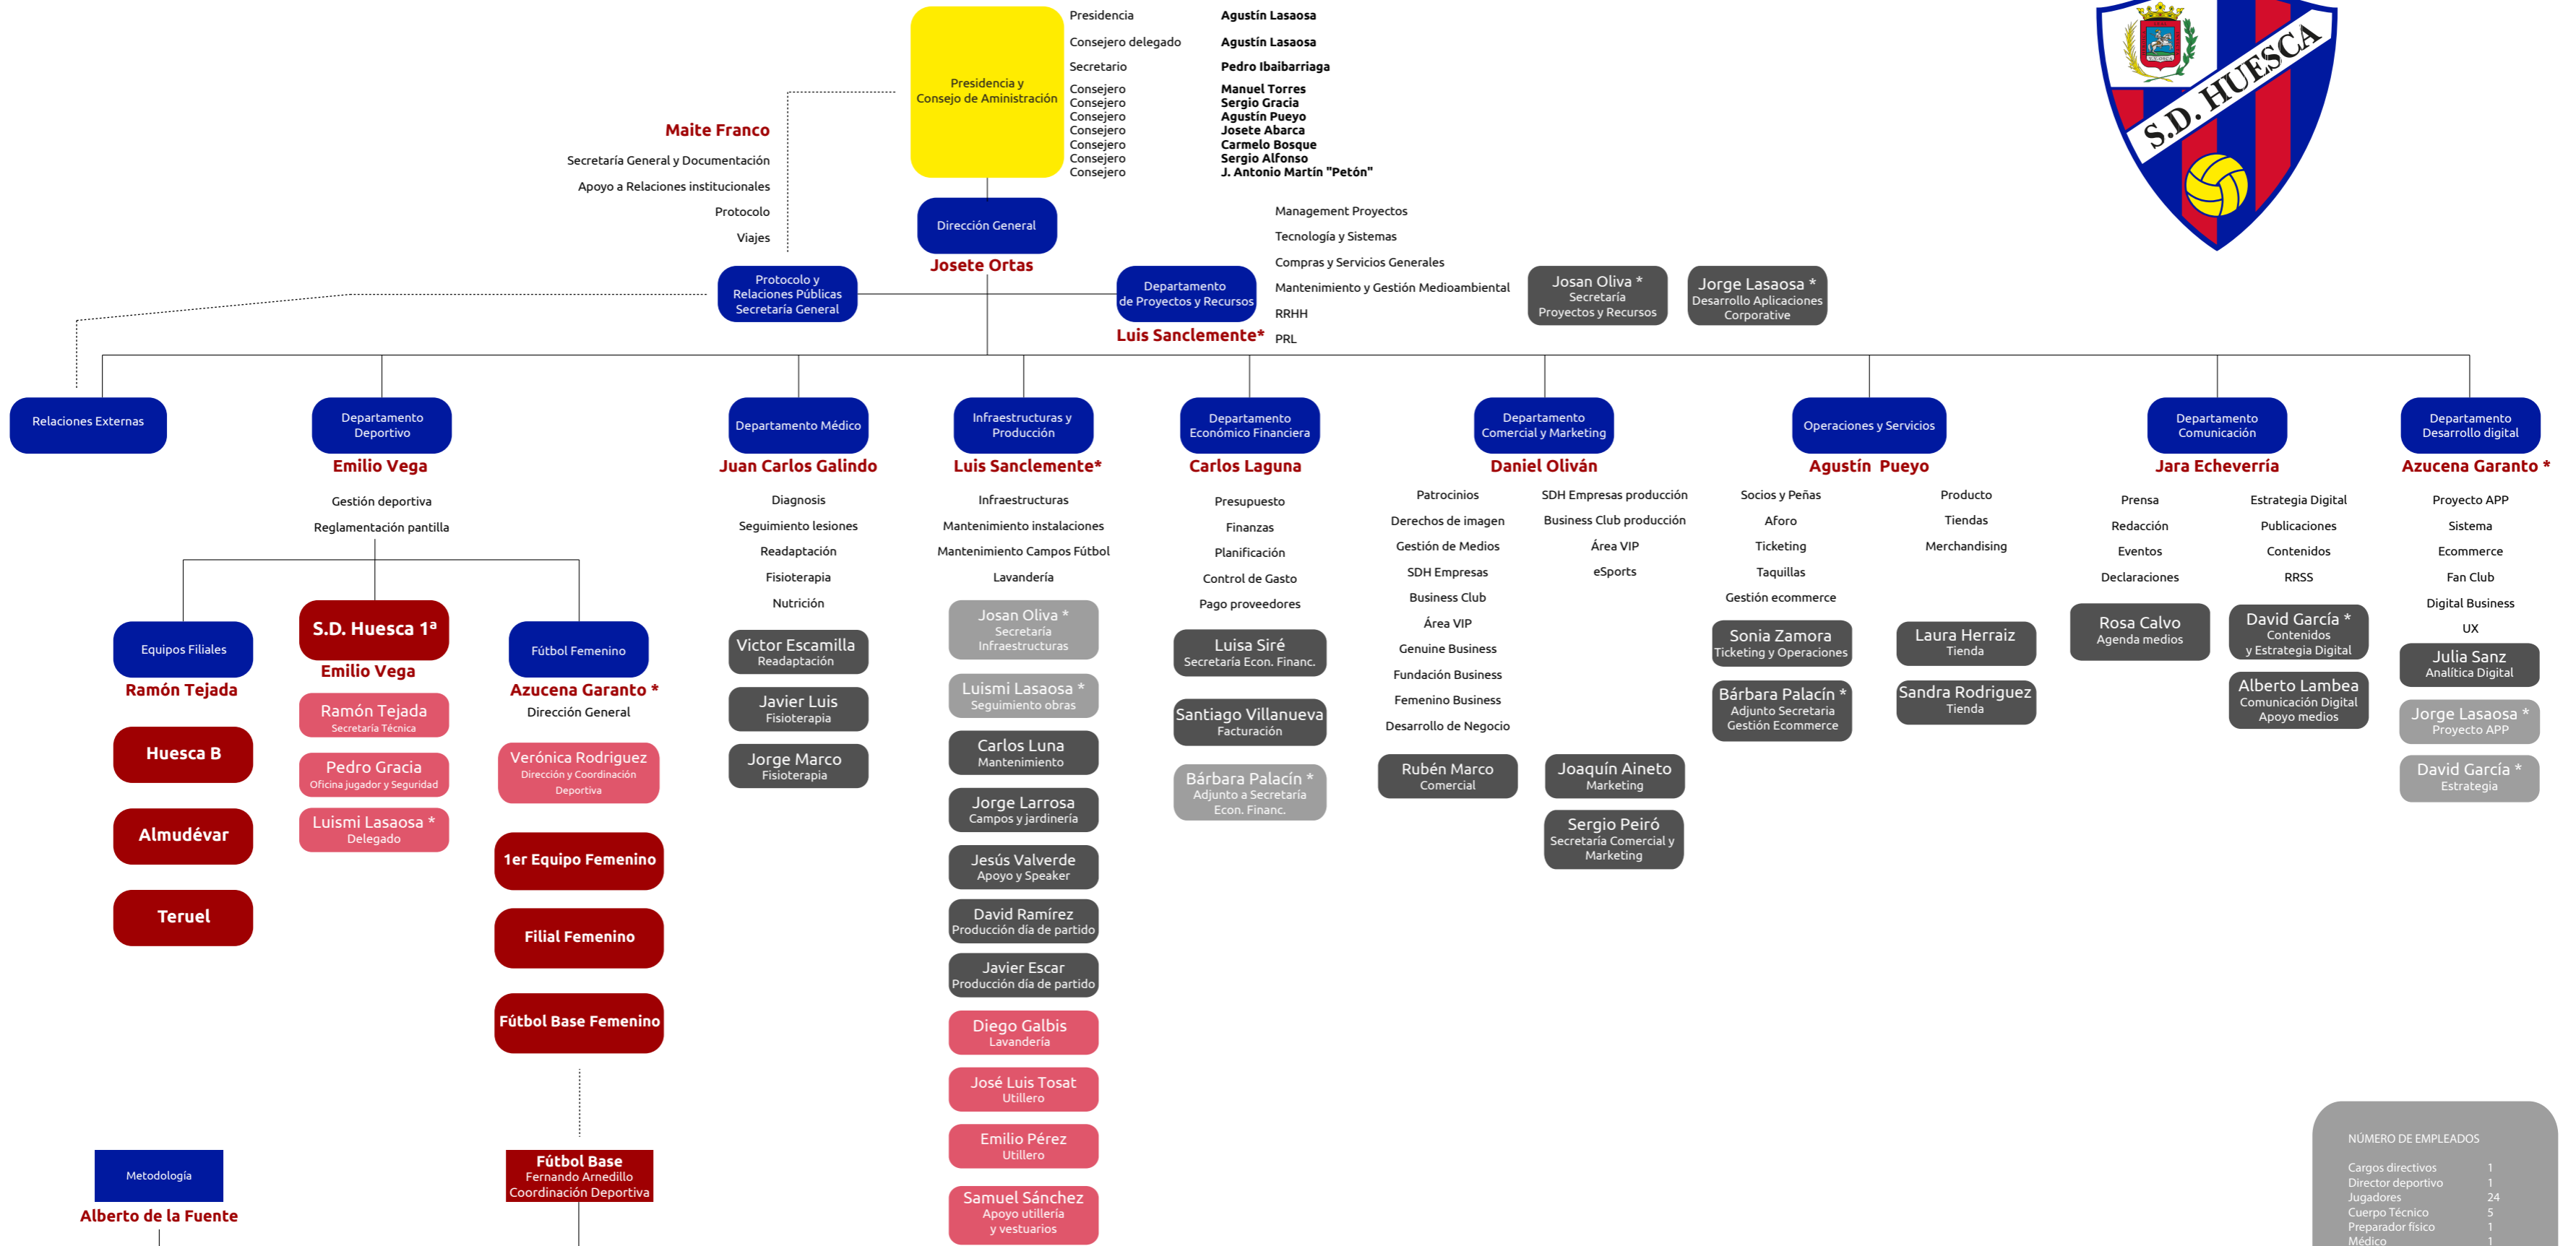 Presidencia y
Consejo de Aministración
Presidencia Agustín Lasaosa
Consejero delegado Agustín Lasaosa
Secretario Pedro Ibaibarriaga
Consejero Manuel Torres
Consejero Sergio Gracia
Consejero Agustín Pueyo
Consejero Josete Abarca
Consejero Carmelo Bosque
Consejero Sergio Alfonso
Consejero J. Antonio Martín "Petón"
S.D. HUESCA
Maite Franco
Secretaría General y Documentación
Apoyo a Relaciones institucionales
Protocolo
Viajes
Dirección General
Josete Ortas
Protocolo y
Relaciones Públicas
Secretaría General
Departamento
de Proyectos y Recursos
Luis Sanclemente*
Management Proyectos
Tecnología y Sistemas
Compras y Servicios Generales
Mantenimiento y Gestión Medioambiental
RRHH
PRL
Josan Oliva *
Secretaría
Proyectos y Recursos
Jorge Lasaosa *
Desarrollo Aplicaciones
Corporative
Relaciones Externas
Departamento
Deportivo
Emilio Vega
Gestión deportiva
Reglamentación pantilla
Equipos Filiales
Ramón Tejada
Huesca B
Almudévar
Teruel
S.D. Huesca 1ª
Emilio Vega
Ramón Tejada
Secretaría Técnica
Pedro Gracia
Oficina jugador y Seguridad
Luismi Lasaosa *
Delegado
Fútbol Femenino
Azucena Garanto *
Dirección General
Verónica Rodriguez
Dirección y Coordinación
Deportiva
1er Equipo Femenino
Filial Femenino
Fútbol Base Femenino
Fútbol Base
Fernando Arnedillo
Coordinación Deportiva
Metodología
Alberto de la Fuente
Departamento Médico
Juan Carlos Galindo
Diagnosis
Seguimiento lesiones
Readaptación
Fisioterapia
Nutrición
Victor Escamilla
Readaptación
Javier Luis
Fisioterapia
Jorge Marco
Fisioterapia
Infraestructuras y
Producción
Luis Sanclemente*
Infraestructuras
Mantenimiento instalaciones
Mantenimiento Campos Fútbol
Lavandería
Josan Oliva *
Secretaría
Infraestructuras
Luismi Lasaosa *
Seguimiento obras
Carlos Luna
Mantenimiento
Jorge Larrosa
Campos y jardinería
Jesús Valverde
Apoyo y Speaker
David Ramírez
Producción día de partido
Javier Escar
Producción día de partido
Diego Galbis
Lavandería
José Luis Tosat
Utillero
Emilio Pérez
Utillero
Samuel Sánchez
Apoyo utillería
y vestuarios
Departamento
Económico Financiera
Carlos Laguna
Presupuesto
Finanzas
Planificación
Control de Gasto
Pago proveedores
Luisa Siré
Secretaría Econ. Financ.
Santiago Villanueva
Facturación
Bárbara Palacín *
Adjunto a Secretaría
Econ. Financ.
Departamento
Comercial y Marketing
Daniel Oliván
Patrocinios
Derechos de imagen
Gestión de Medios
SDH Empresas
Business Club
Área VIP
Genuine Business
Fundación Business
Femenino Business
Desarrollo de Negocio
SDH Empresas producción
Business Club producción
Área VIP
eSports
Rubén Marco
Comercial
Joaquín Aineto
Marketing
Sergio Peiró
Secretaría Comercial y
Marketing
Operaciones y Servicios
Agustín Pueyo
Socios y Peñas
Aforo
Ticketing
Taquillas
Gestión ecommerce
Producto
Tiendas
Merchandising
Sonia Zamora
Ticketing y Operaciones
Bárbara Palacín *
Adjunto Secretaria
Gestión Ecommerce
Laura Herraiz
Tienda
Sandra Rodriguez
Tienda
Departamento
Comunicación
Jara Echeverría
Prensa
Redacción
Eventos
Declaraciones
Estrategia Digital
Publicaciones
Contenidos
RRSS
Rosa Calvo
Agenda medios
David García *
Contenidos
y Estrategia Digital
Alberto Lambea
Comunicación Digital
Apoyo medios
Departamento
Desarrollo digital
Azucena Garanto *
Proyecto APP
Sistema
Ecommerce
Fan Club
Digital Business
UX
Julia Sanz
Analítica Digital
Jorge Lasaosa *
Proyecto APP
David García *
Estrategia
NÚMERO DE EMPLEADOS
Cargos directivos 1
Director deportivo 1
Jugadores 24
Cuerpo Técnico 5
Preparador físico 1
Médico 1